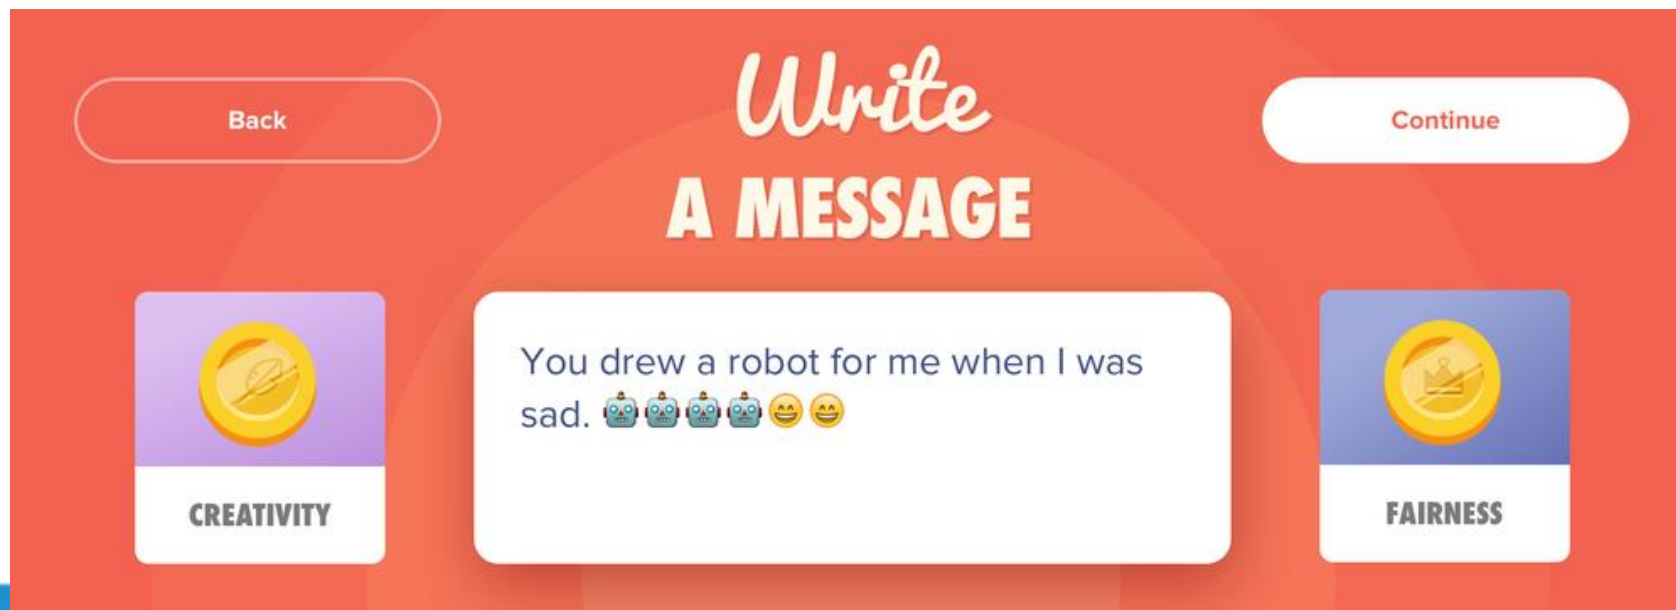 Write
Back
Continue
A MESSAGE
You drew a robot for me when I was
sad. 🤖🤖🤖🤖😄😄
CREATIVITY
FAIRNESS